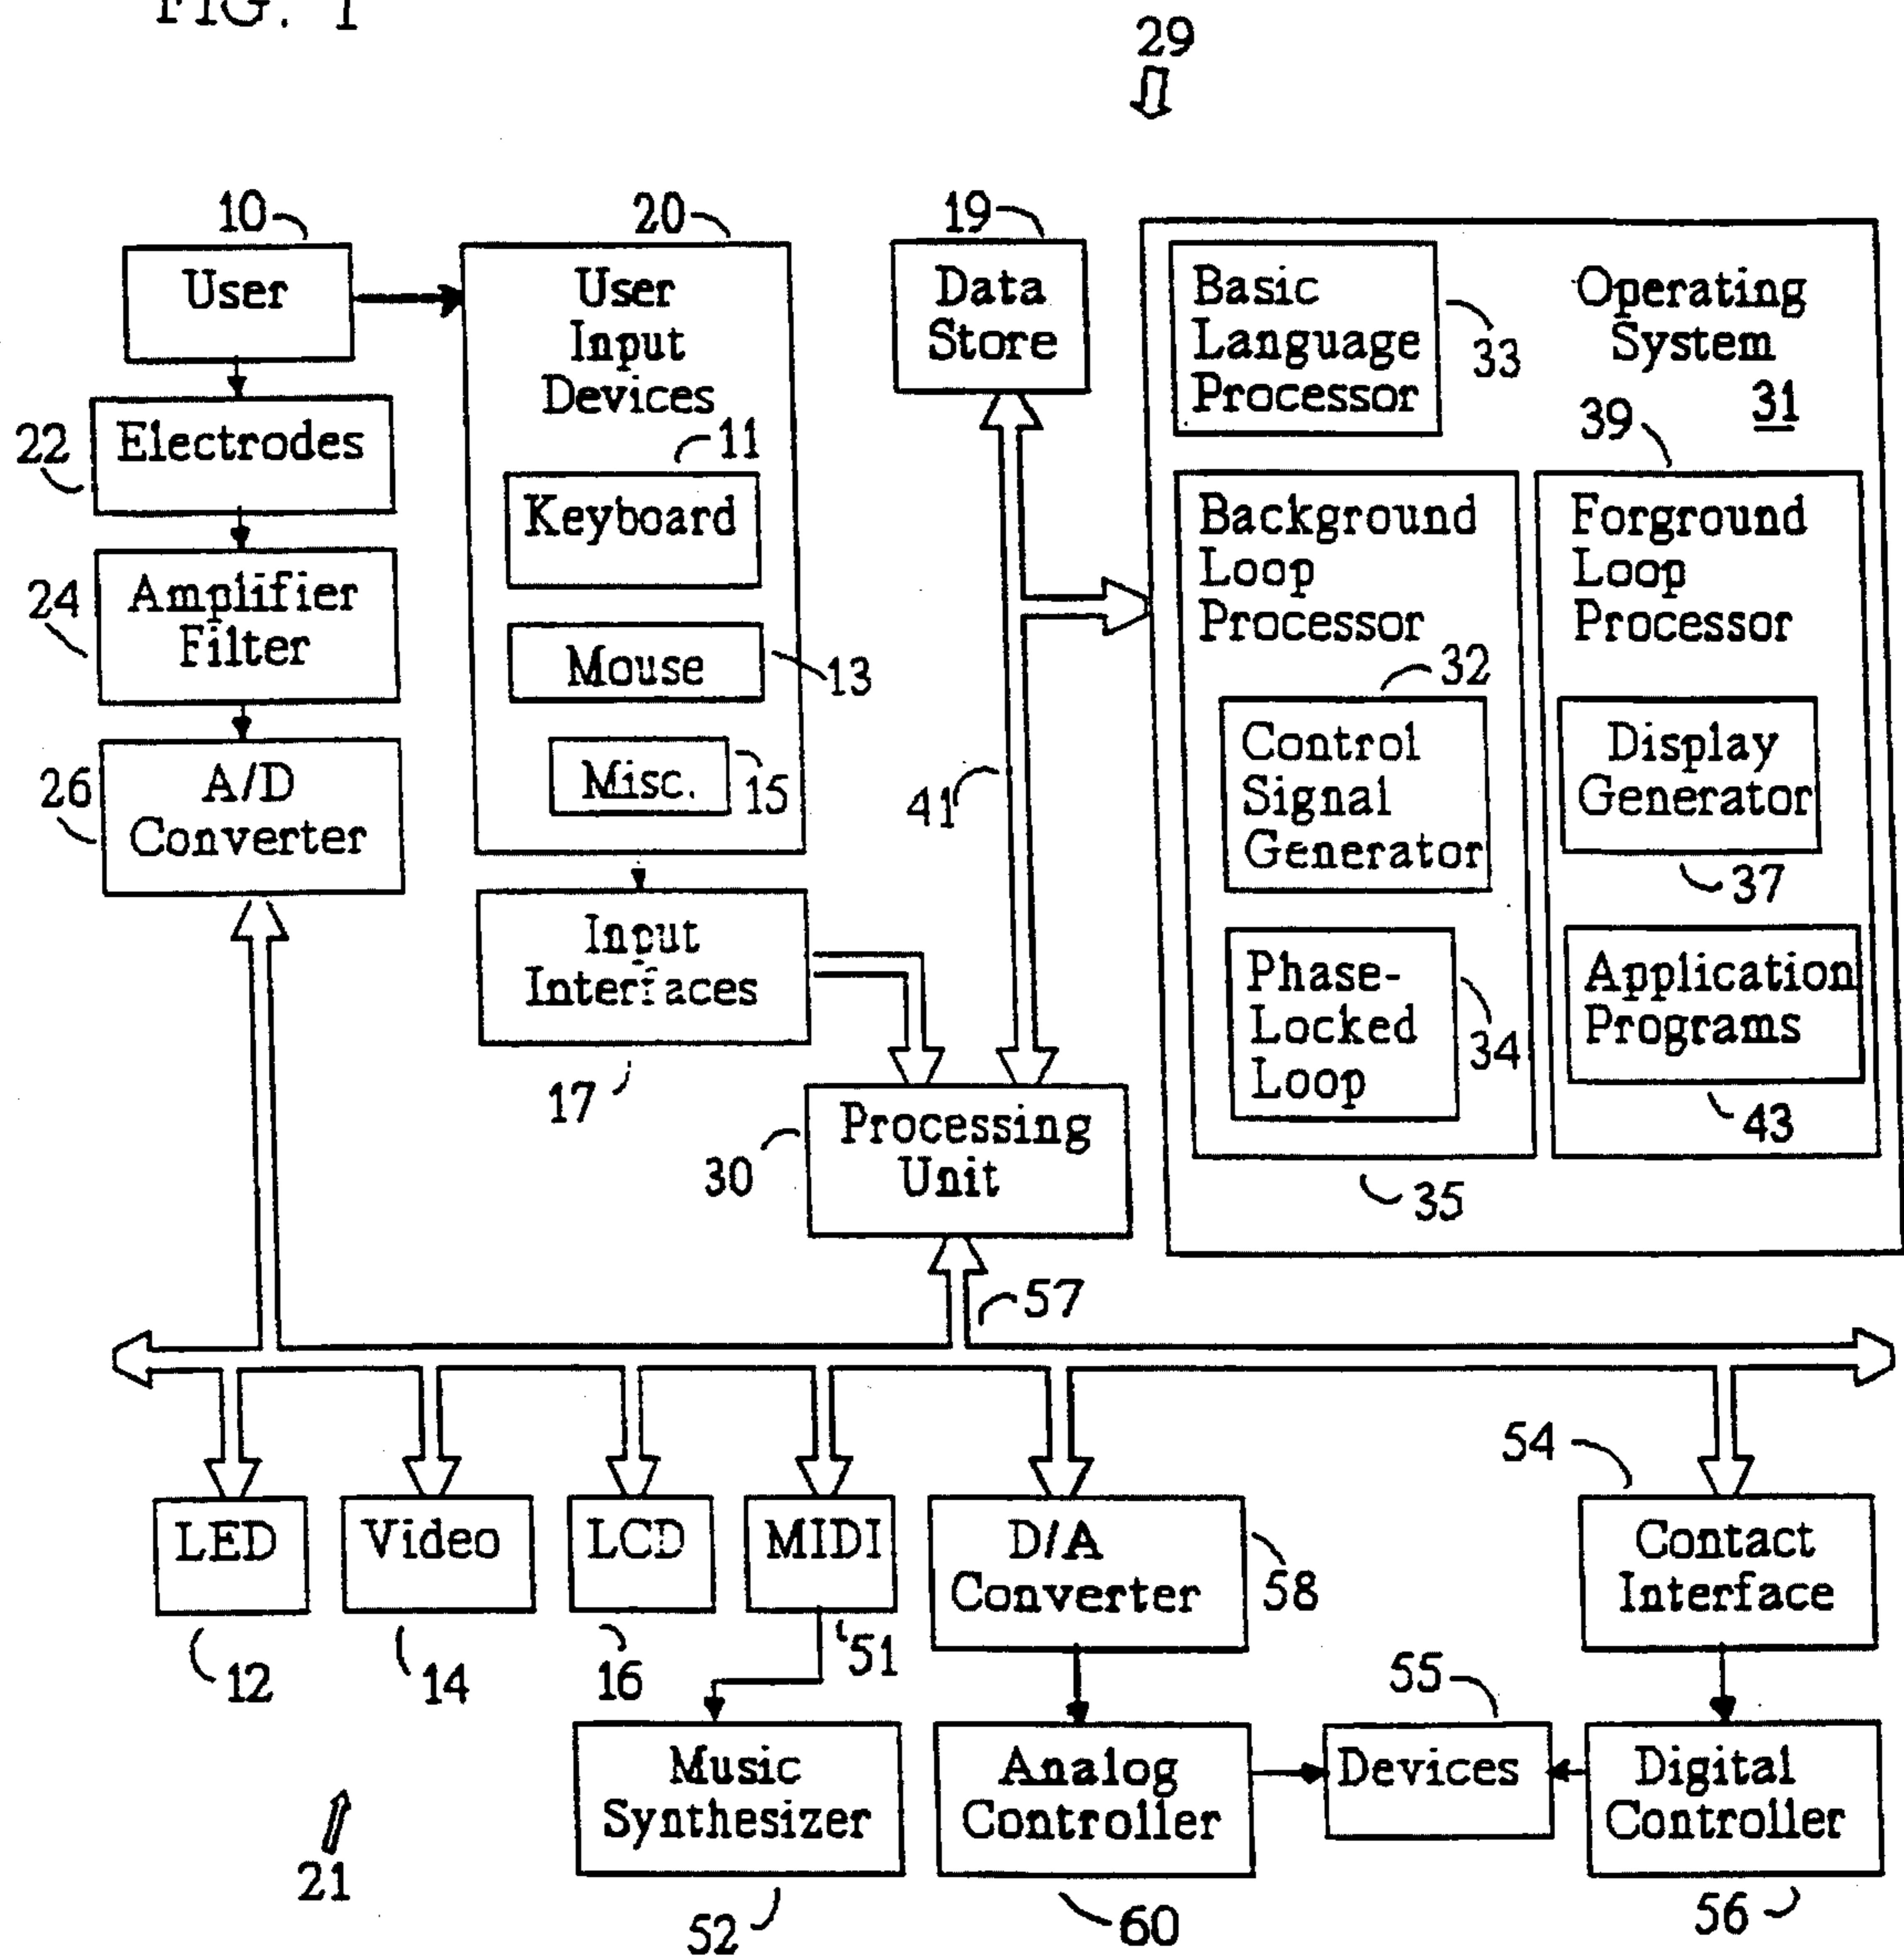 FIG. 1
29
10
User
20
User
Input
Devices
11
Keyboard
Mouse
13
Misc.
15
22
Electrodes
24
Amplifier
Filter
26
A/D
Converter
Input
Interfaces
17
19
Data
Store
41
Basic
Language
Processor
33
Operating
System
31
39
Background
Loop
Processor
32
Control
Signal
Generator
Phase-
Locked
Loop
34
35
Forground
Loop
Processor
Display
Generator
37
Application
Programs
43
30
Processing
Unit
57
LED
12
Video
14
LCD
16
MIDI
51
D/A
Converter
58
54
Contact
Interface
21
Music
Synthesizer
52
Analog
Controller
60
55
Devices
Digital
Controller
56